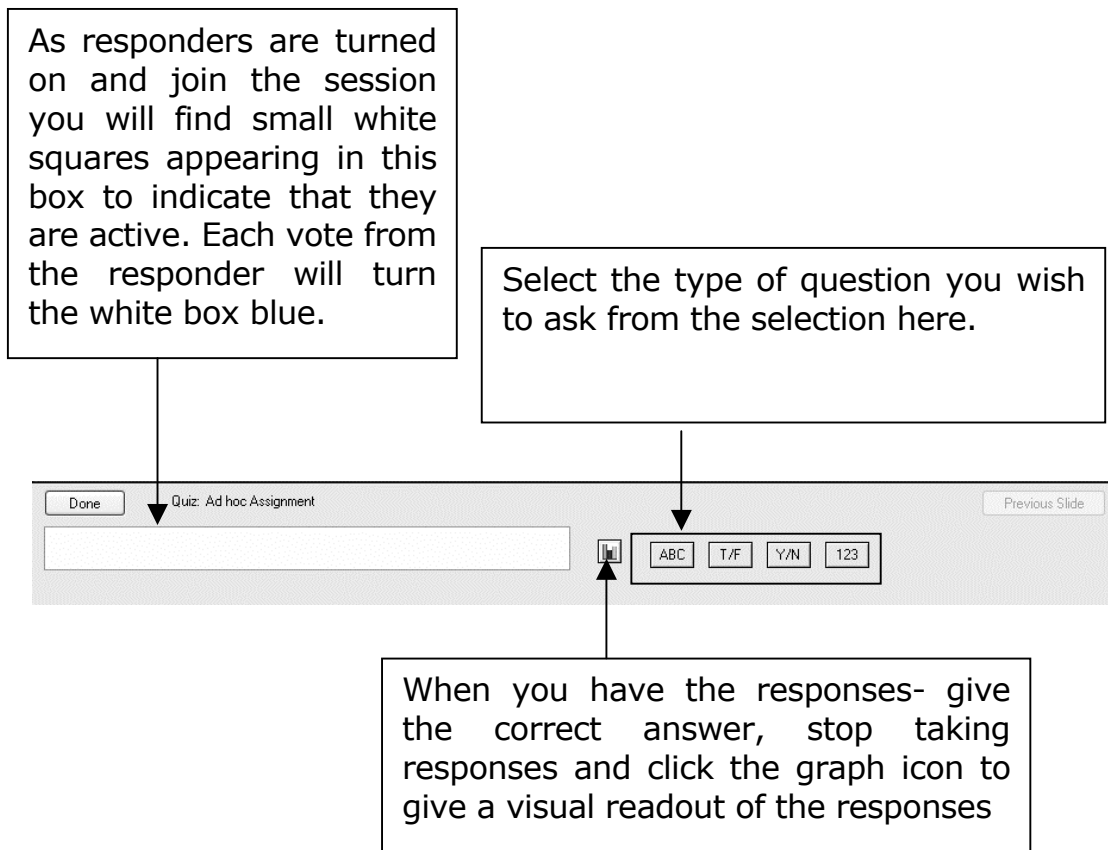 As responders are turned
on and join the session
you will find small white
squares appearing in this
box to indicate that they
are active. Each vote from
the responder will turn
the white box blue.
Select the type of question you wish
to ask from the selection here.
Done Quiz: Ad hoc Assignment Previous Slide
ABC T/F Y/N 123
When you have the responses- give
the correct answer, stop taking
responses and click the graph icon to
give a visual readout of the responses